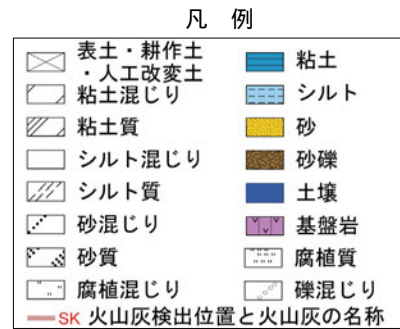 凡 例
表土・耕作土
・人工改変土
粘土混じり
粘土質
シルト混じり
シルト質
砂混じり
砂質
腐植混じり
粘土
シルト
砂
砂礫
土壌
基盤岩
腐植質
礫混じり
SK 火山灰検出位置と火山灰の名称